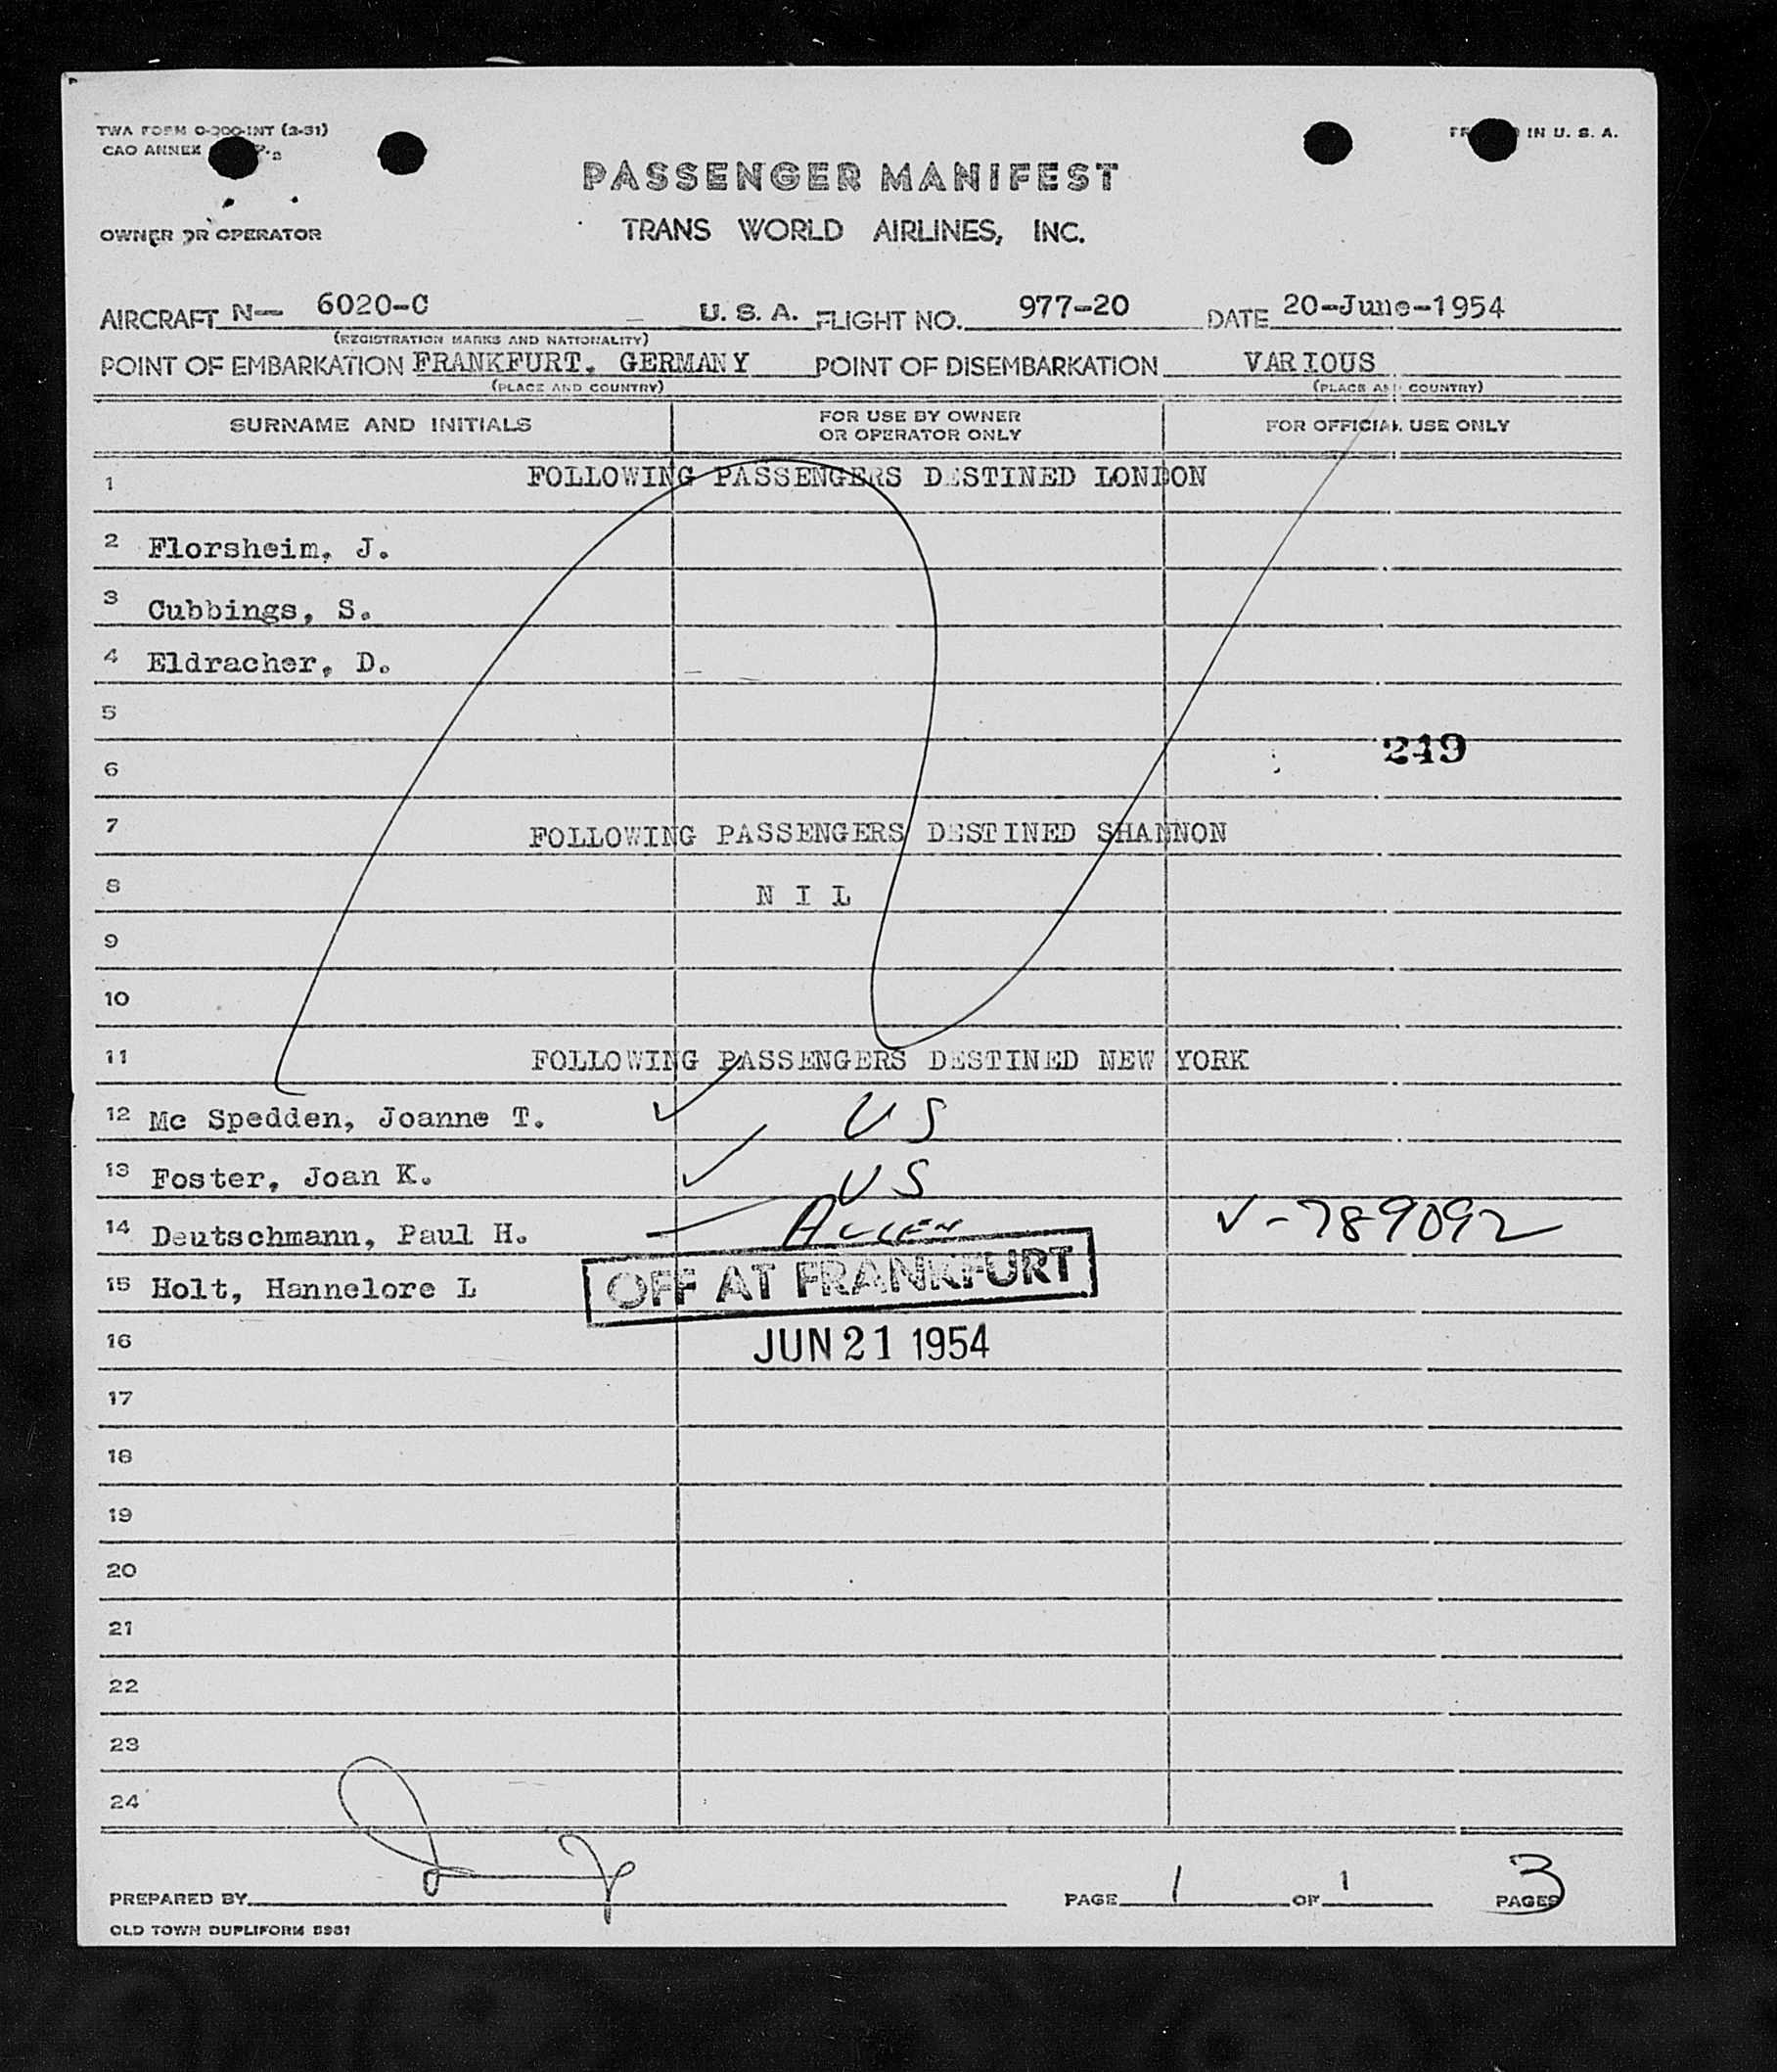 TWA FORM O-300-INT (2-51)
CAO ANNEX
IN U. S. A.
PASSENGER MANIFEST
OWNER OR OPERATOR TRANS WORLD AIRLINES, INC.
AIRCRAFT N— 6020-C U. S. A. FLIGHT NO. 977-20 DATE 20-June-1954
(REGISTRATION MARKS AND NATIONALITY)
POINT OF EMBARKATION FRANKFURT, GERMANY POINT OF DISEMBARKATION VARIOUS
(PLACE AND COUNTRY) (PLACE AND COUNTRY)
SURNAME AND INITIALS FOR USE BY OWNER OR OPERATOR ONLY FOR OFFICIAL USE ONLY
1 FOLLOWING PASSENGERS DESTINED LONDON
2 Florsheim, J.
3 Cubbings, S.
4 Eldracher, D.
5
249
6
7 FOLLOWING PASSENGERS DESTINED SHANNON
8 N I L
9
10
11 FOLLOWING PASSENGERS DESTINED NEW YORK
12 Mc Spedden, Joanne T. ✓ US
13 Foster, Joan K. ✓ US
14 Deutschmann, Paul H. — ALIEN V-789092
15 Holt, Hannelore L OFF AT FRANKFURT
16 JUN 21 1954
17
18
19
20
21
22
23
24
PREPARED BY PAGE 1 OF 1 PAGES 3
OLD TOWN DUPLIFORM